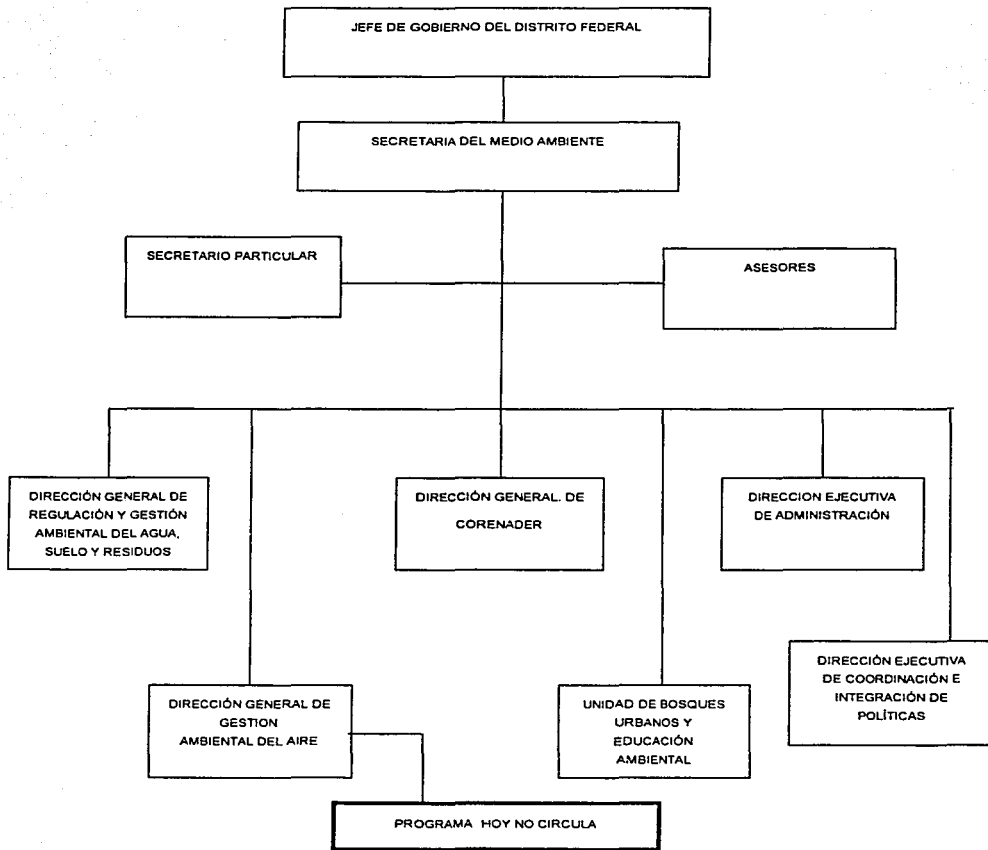 JEFE DE GOBIERNO DEL DISTRITO FEDERAL
SECRETARIA DEL MEDIO AMBIENTE
SECRETARIO PARTICULAR
ASESORES
DIRECCIÓN GENERAL DE
REGULACIÓN Y GESTIÓN
AMBIENTAL DEL AGUA,
SUELO Y RESIDUOS
DIRECCIÓN GENERAL. DE
CORENADER
DIRECCION EJECUTIVA
DE ADMINISTRACIÓN
DIRECCIÓN GENERAL DE
GESTION
AMBIENTAL DEL AIRE
UNIDAD DE BOSQUES
URBANOS Y
EDUCACIÓN
AMBIENTAL
DIRECCIÓN EJECUTIVA
DE COORDINACIÓN E
INTEGRACIÓN DE
POLÍTICAS
PROGRAMA HOY NO CIRCULA